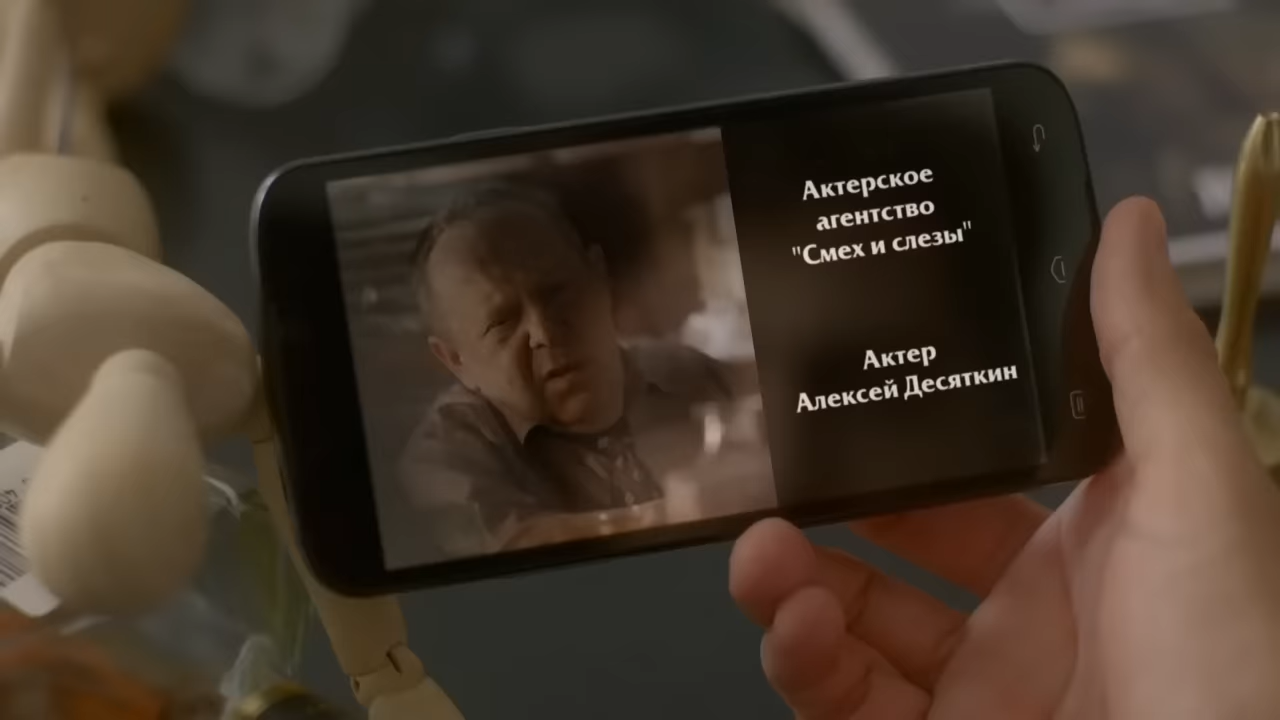 Актерское
агентство
"Смех и слезы"
Актер
Алексей Десяткин